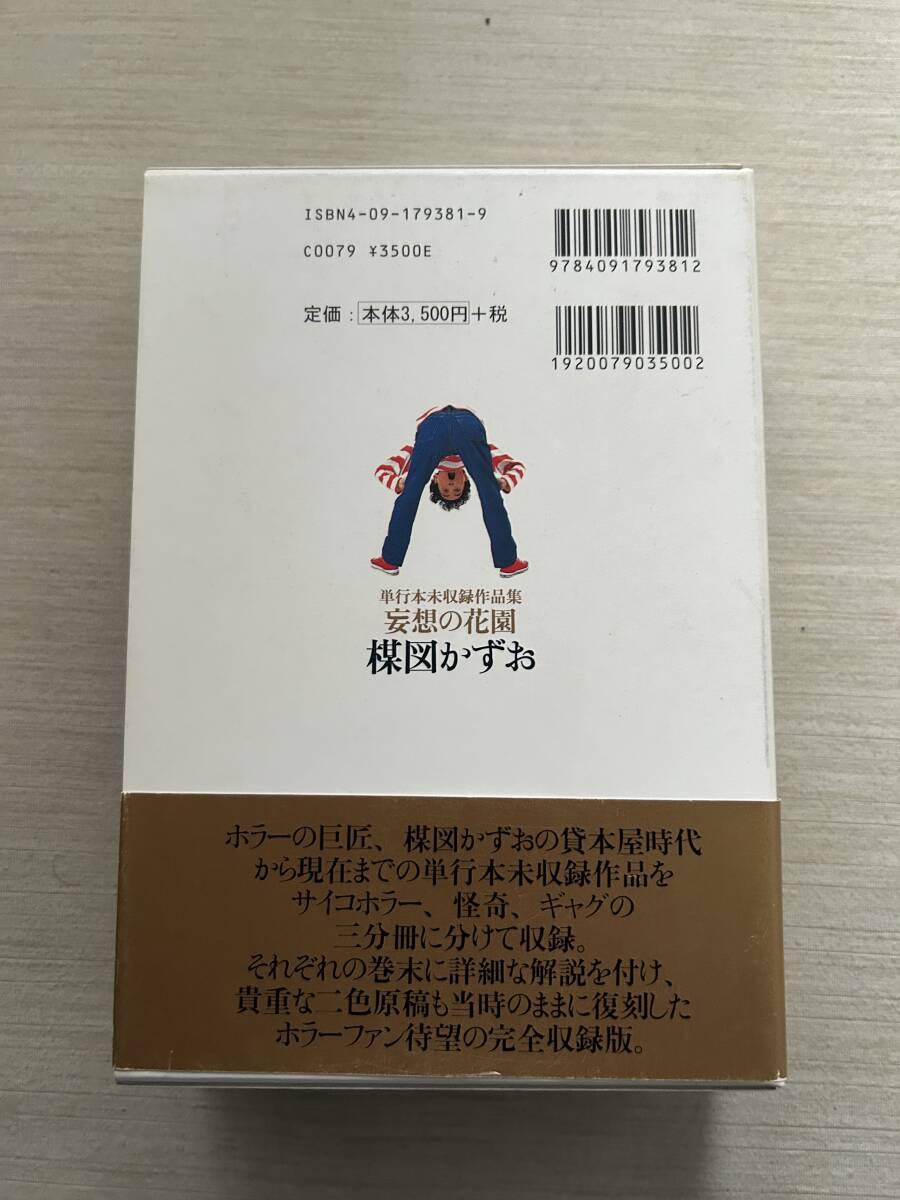 ISBN4-09-179381-9
C0079 ¥3500E
9784091793812
定価：本体3,500円+税
1920079035002
単行本未収録作品集
妄想の花園
楳図かずお
ホラーの巨匠、楳図かずおの貸本屋時代
から現在までの単行本未収録作品を
サイコホラー、怪奇、ギャグの
三分冊に分けて収録。
それぞれの巻末に詳細な解説を付け、
貴重な二色原稿も当時のままに復刻した
ホラーファン待望の完全収録版。